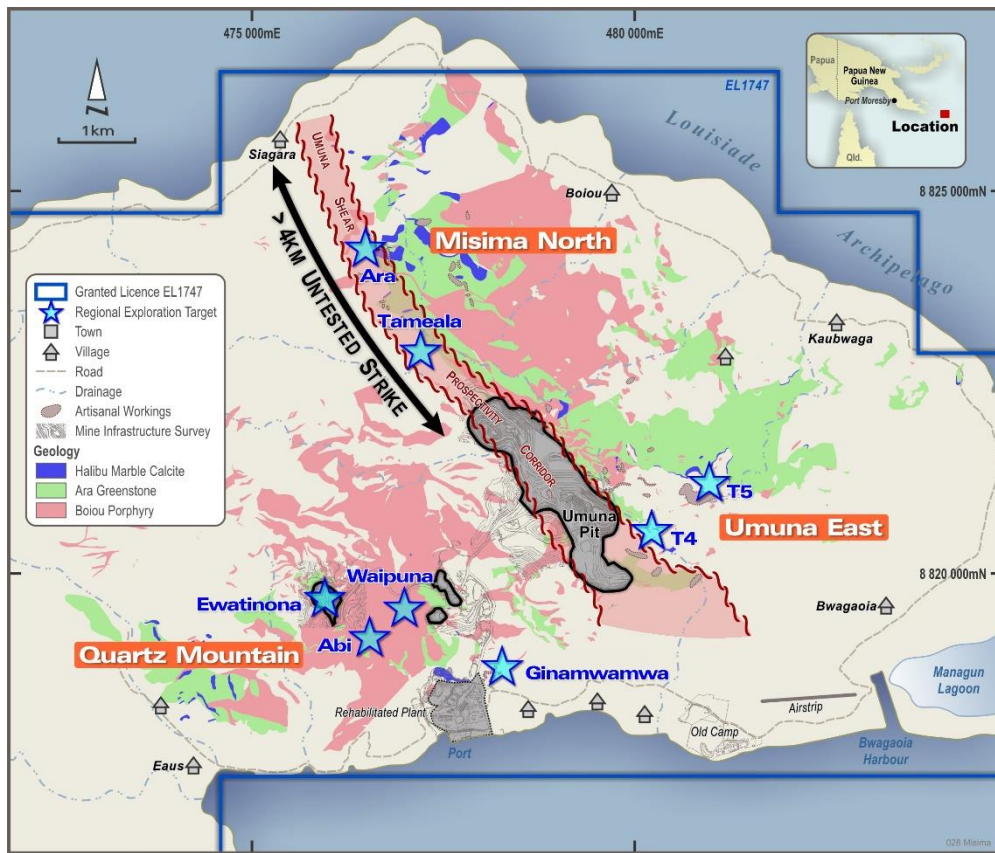 475 000mE
480 000mE
EL1747
Papua
Papua New
Guinea
Port Moresby
Location
Qld.
N
1km
Siagara
UMUNA
SHEAR
Louisiade
Archipelago
8 825 000mN
Boiou
Misima North
Ara
> 4KM UNTESTED STRIKE
Tameala
Kaubwaga
PROSPECTIVITY
CORRIDOR
Granted Licence EL1747
Regional Exploration Target
Town
Village
Road
Drainage
Artisanal Workings
Mine Infrastructure Survey
Geology
Halibu Marble Calcite
Ara Greenstone
Boiou Porphyry
T5
Umuna
Pit
T4
Umuna East
8 820 000mN
Waipuna
Ewatinona
Abi
Bwagaoia
Quartz Mountain
Ginamwamwa
Managun
Lagoon
Rehabilitated Plant
Airstrip
Old Camp
Port
Bwagaoia
Harbour
Eaus
028 Misima